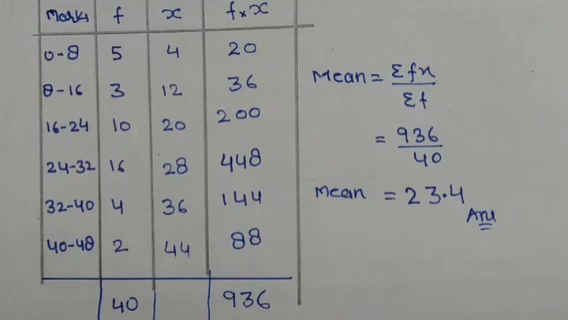 Marks f x f×x
0-8 5 4 20
8-16 3 12 36
16-24 10 20 200
24-32 16 28 448
32-40 4 36 144
40-48 2 44 88
40 936
Mean = Σfx
Σf
= 936
40
Mean = 23.4
Ans